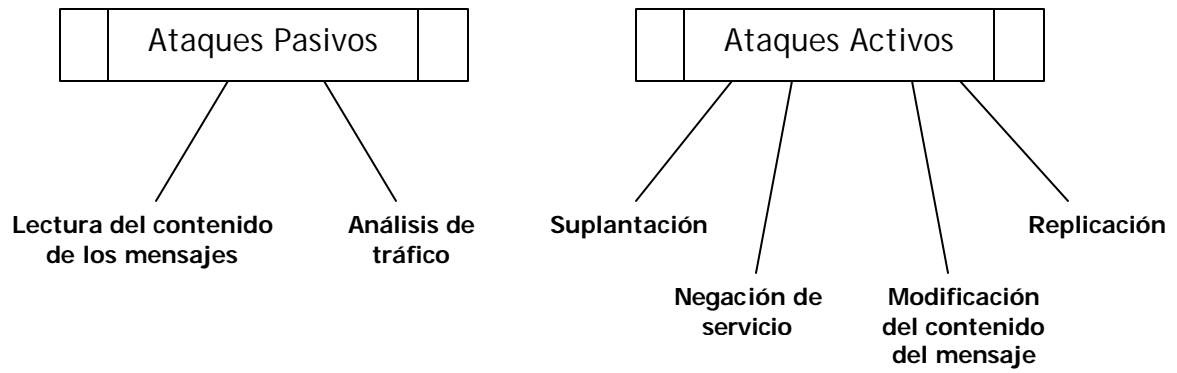 Ataques Pasivos
Lectura del contenido
de los mensajes
Análisis de
tráfico
Ataques Activos
Suplantación
Negación de
servicio
Modificación
del contenido
del mensaje
Replicación